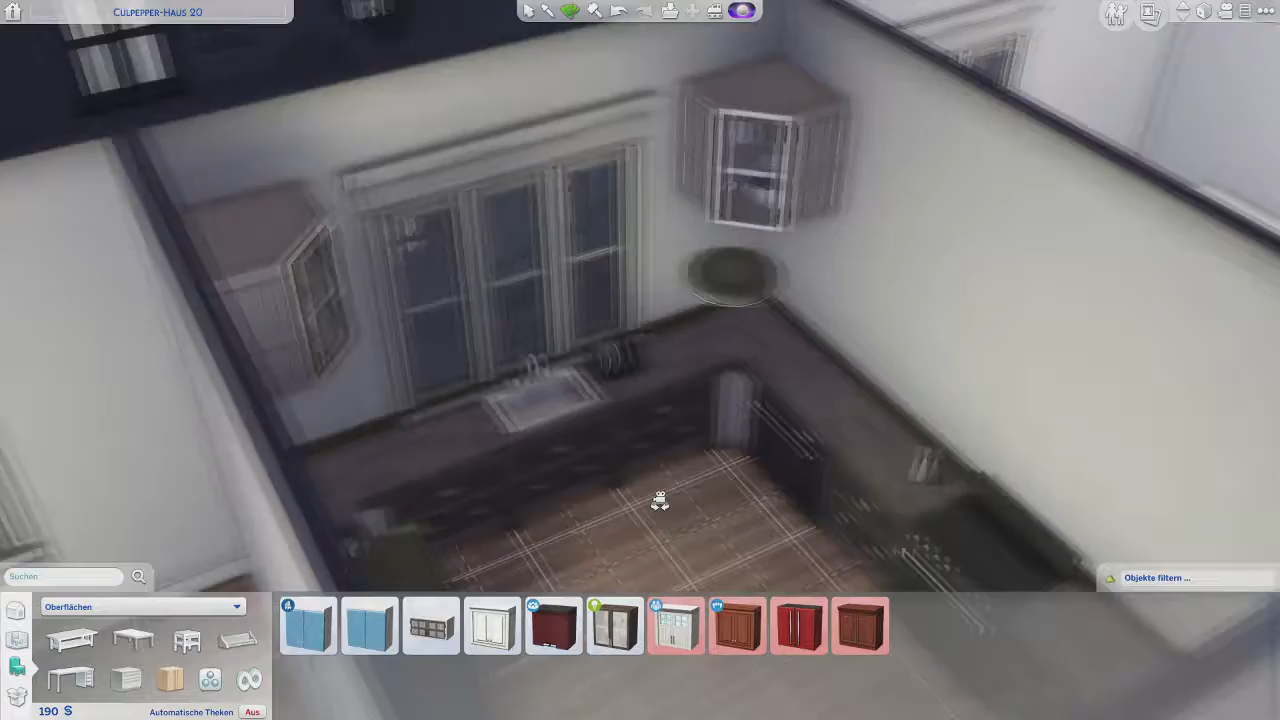 CULPEPPER-HAUS 20
Suchen
Objekte filtern ...
Oberflächen
190 $
Automatische Theken
Aus